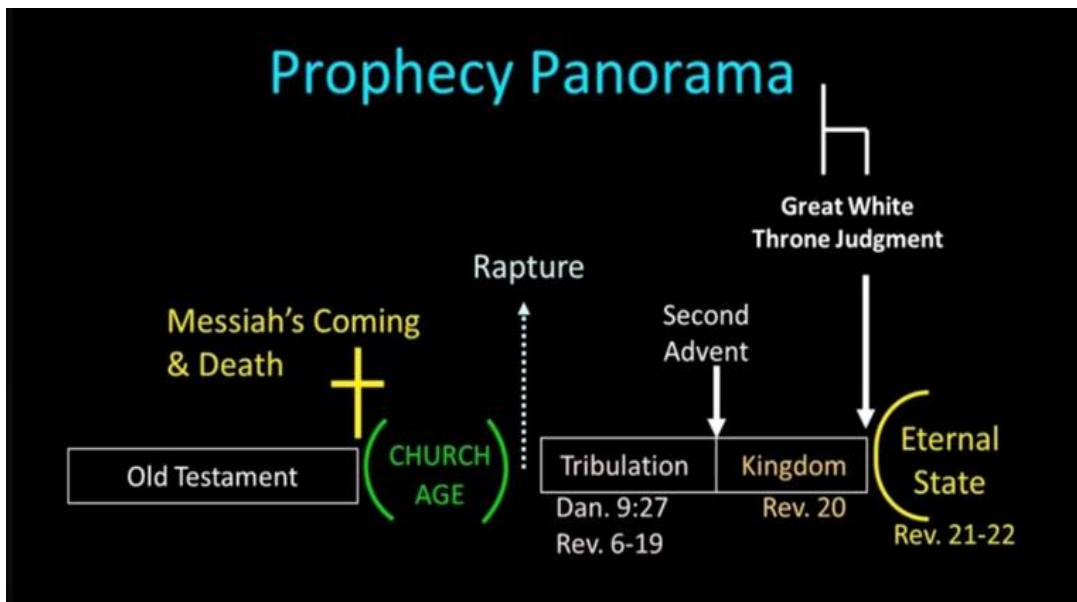 Prophecy Panorama
Great White
Throne Judgment
Rapture
Messiah's Coming
& Death
Second
Advent
Old Testament
CHURCH
AGE
Tribulation
Kingdom
Eternal
State
Dan. 9:27
Rev. 6-19
Rev. 20
Rev. 21-22